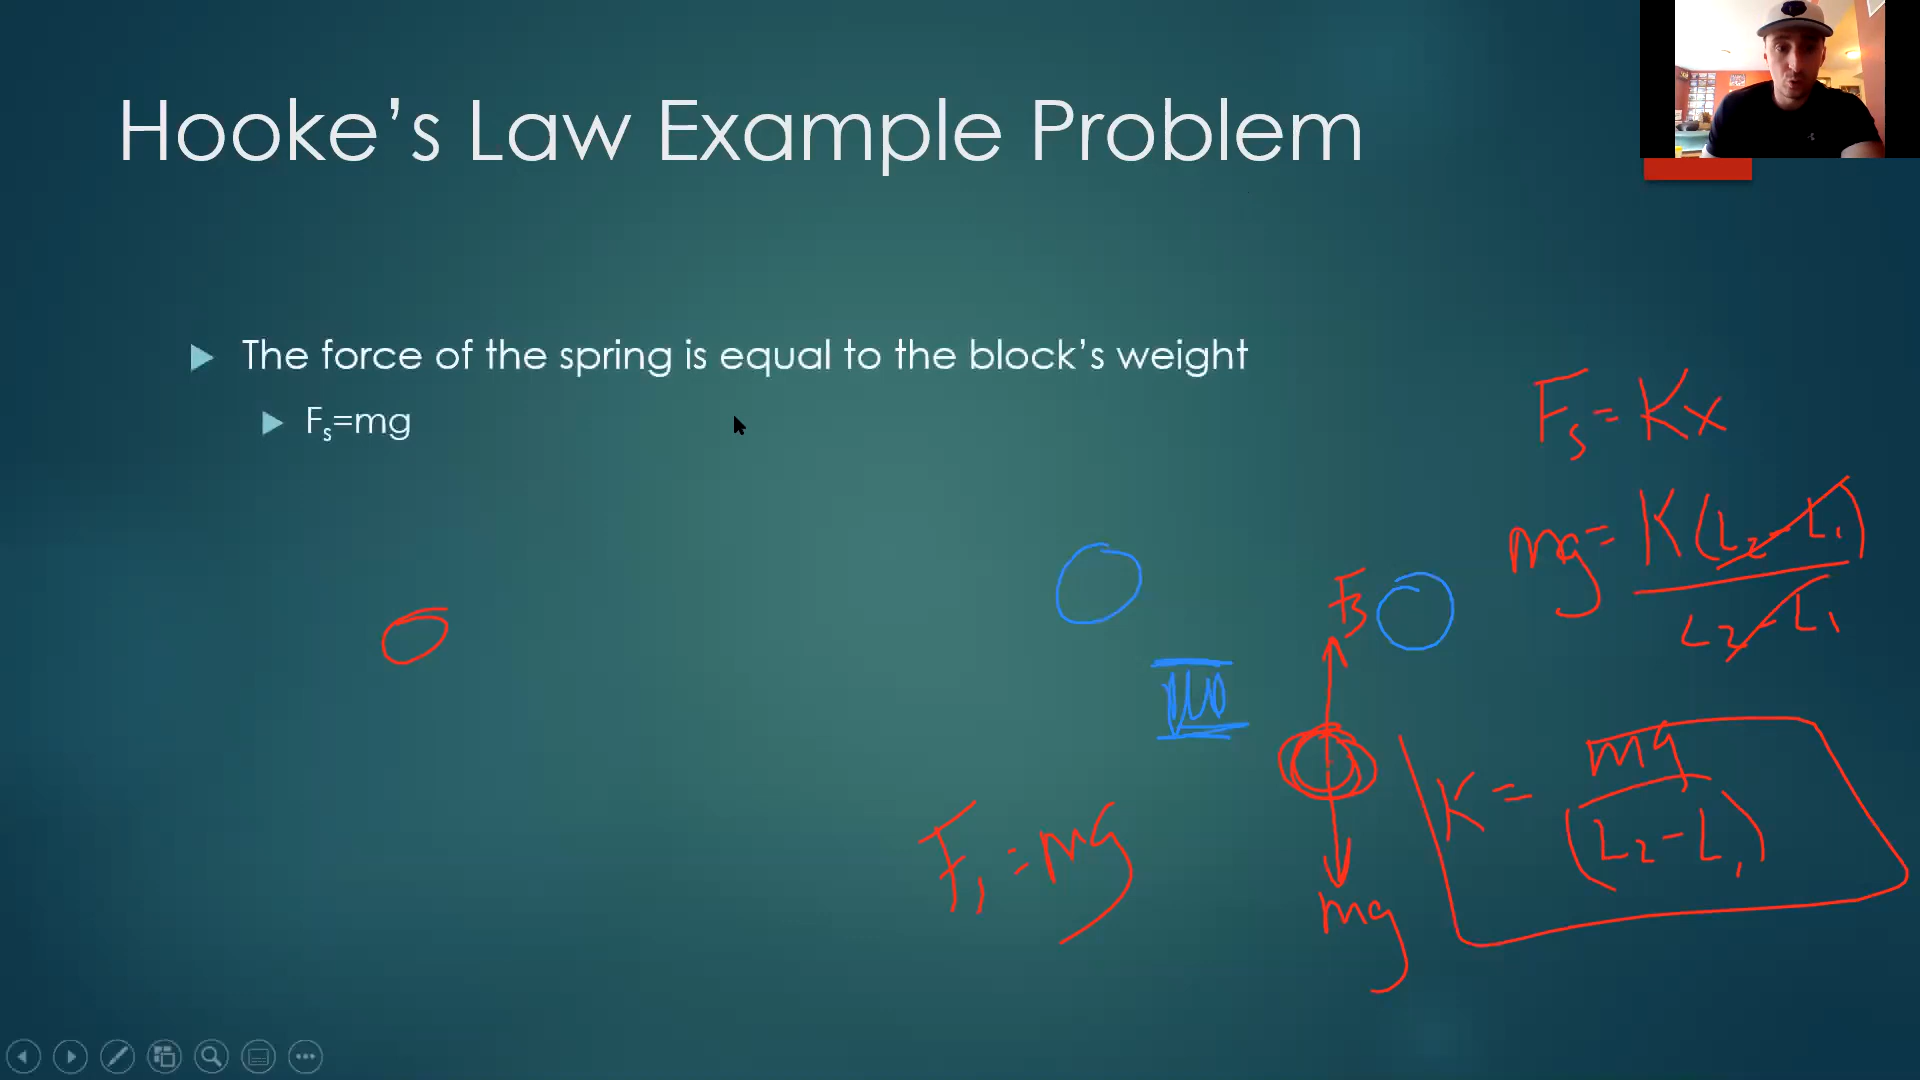 Hooke’s Law Example Problem
The force of the spring is equal to the block’s weight
Fs=mg
Fs = Kx
mg = K(L2 - L1)
L2 - L1
Fs
K = mg
(L2 - L1)
F1 = mg
mg